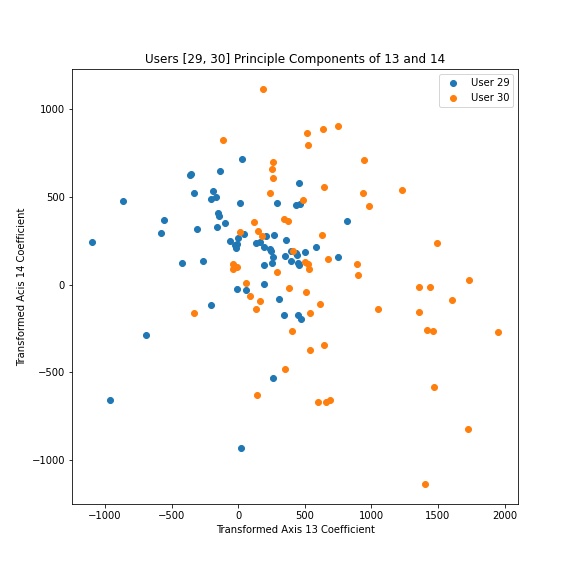 Users [29, 30] Principle Components of 13 and 14
User 29
User 30
1000
500
0
−500
−1000
Transformed Acis 14 Coefficient
−1000
−500
0
500
1000
1500
2000
Transformed Axis 13 Coefficient